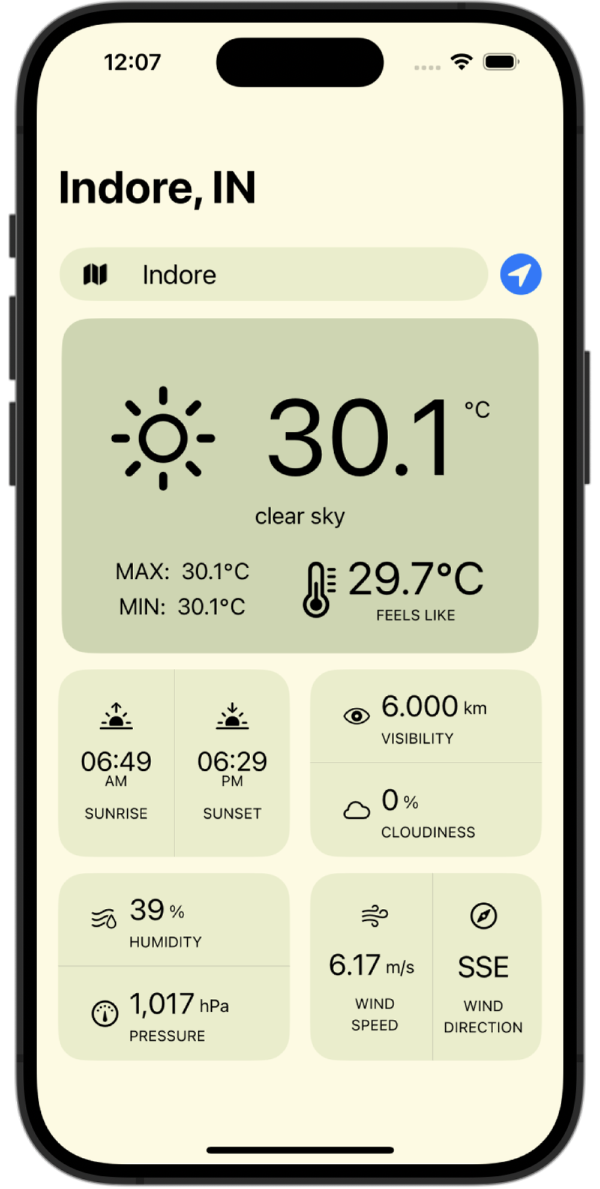 12:07
Indore, IN
Indore
30.1 °C
clear sky
MAX: 30.1°C
MIN: 30.1°C
29.7°C
FEELS LIKE
06:49
AM
SUNRISE
06:29
PM
SUNSET
6.000 km
VISIBILITY
0 %
CLOUDINESS
39 %
HUMIDITY
1,017 hPa
PRESSURE
6.17 m/s
WIND
SPEED
SSE
WIND
DIRECTION